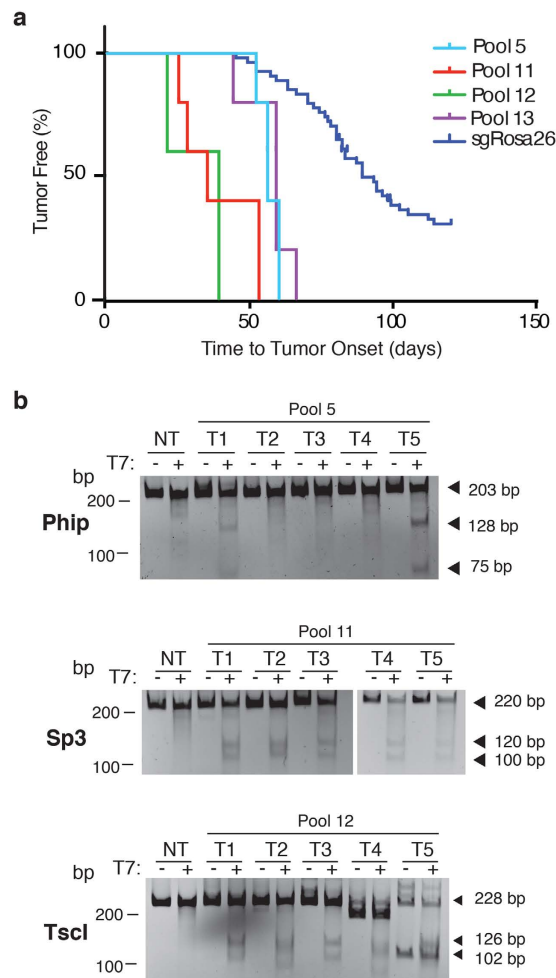 a
100
50
0
Tumor Free (%)
0 50 100 150
Time to Tumor Onset (days)
Pool 5
Pool 11
Pool 12
Pool 13
sgRosa26
b
Pool 5
NT T1 T2 T3 T4 T5
T7: - + - + - + - + - + - +
bp
200
100
Phip
203 bp
128 bp
75 bp
Pool 11
NT T1 T2 T3 T4 T5
bp
T7: - + - + - + - + - + - +
200
100
Sp3
220 bp
120 bp
100 bp
Pool 12
NT T1 T2 T3 T4 T5
T7: - + - + - + - + - + - +
bp
200
100
Tscl
228 bp
126 bp
102 bp